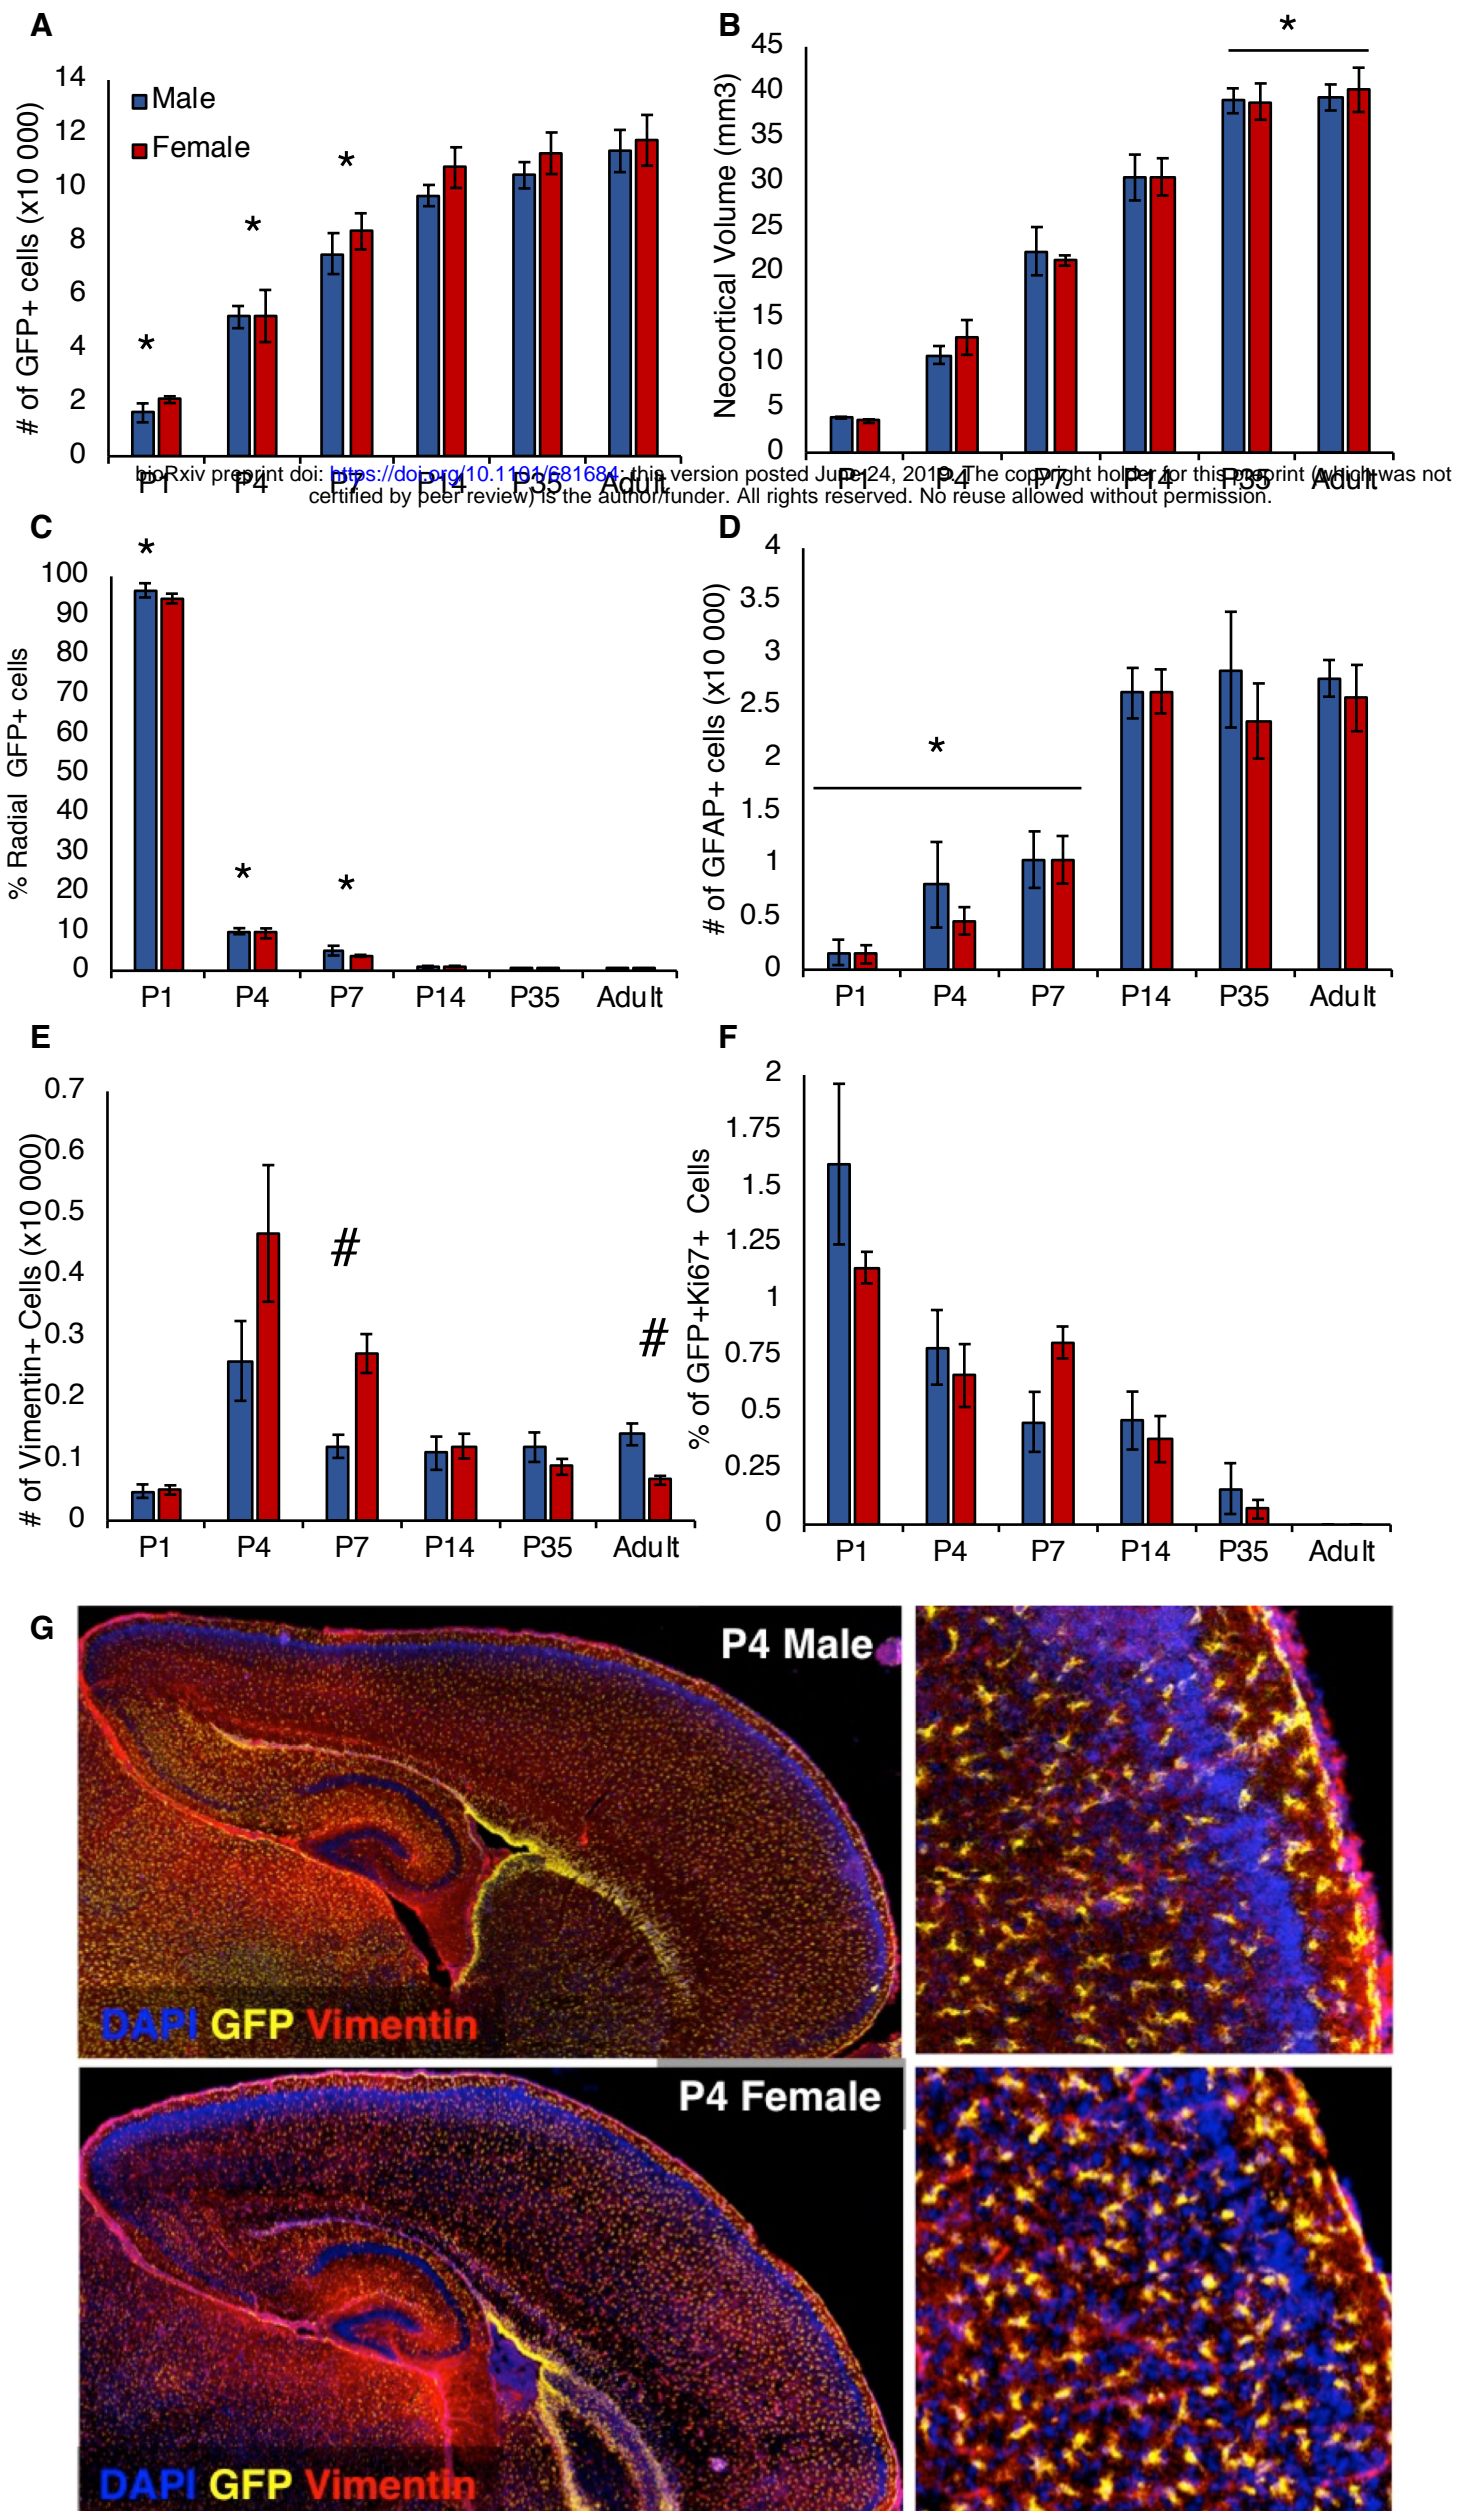 A
# of GFP+ cells (x10 000)
14
12
10
8
6
4
2
0
Male
Female
*
*
*
P1 P4 P7 P14 P35 Adult
B
Neocortical Volume (mm3)
45
40
35
30
25
20
15
10
5
0
*
P1 P4 P7 P14 P35 Adult
bioRxiv preprint doi: https://doi.org/10.1101/681684; this version posted June 24, 2019. The copyright holder for this preprint (which was not
certified by peer review) is the author/funder. All rights reserved. No reuse allowed without permission.
C
% Radial GFP+ cells
100
90
80
70
60
50
40
30
20
10
0
*
*
*
P1 P4 P7 P14 P35 Adult
D
# of GFAP+ cells (x10 000)
4
3.5
3
2.5
2
1.5
1
0.5
0
*
P1 P4 P7 P14 P35 Adult
E
# of Vimentin+ Cells (x10 000)
0.7
0.6
0.5
0.4
0.3
0.2
0.1
0
#
#
P1 P4 P7 P14 P35 Adult
F
% of GFP+Ki67+ Cells
2
1.75
1.5
1.25
1
0.75
0.5
0.25
0
P1 P4 P7 P14 P35 Adult
G
P4 Male
DAPI GFP Vimentin
P4 Female
DAPI GFP Vimentin